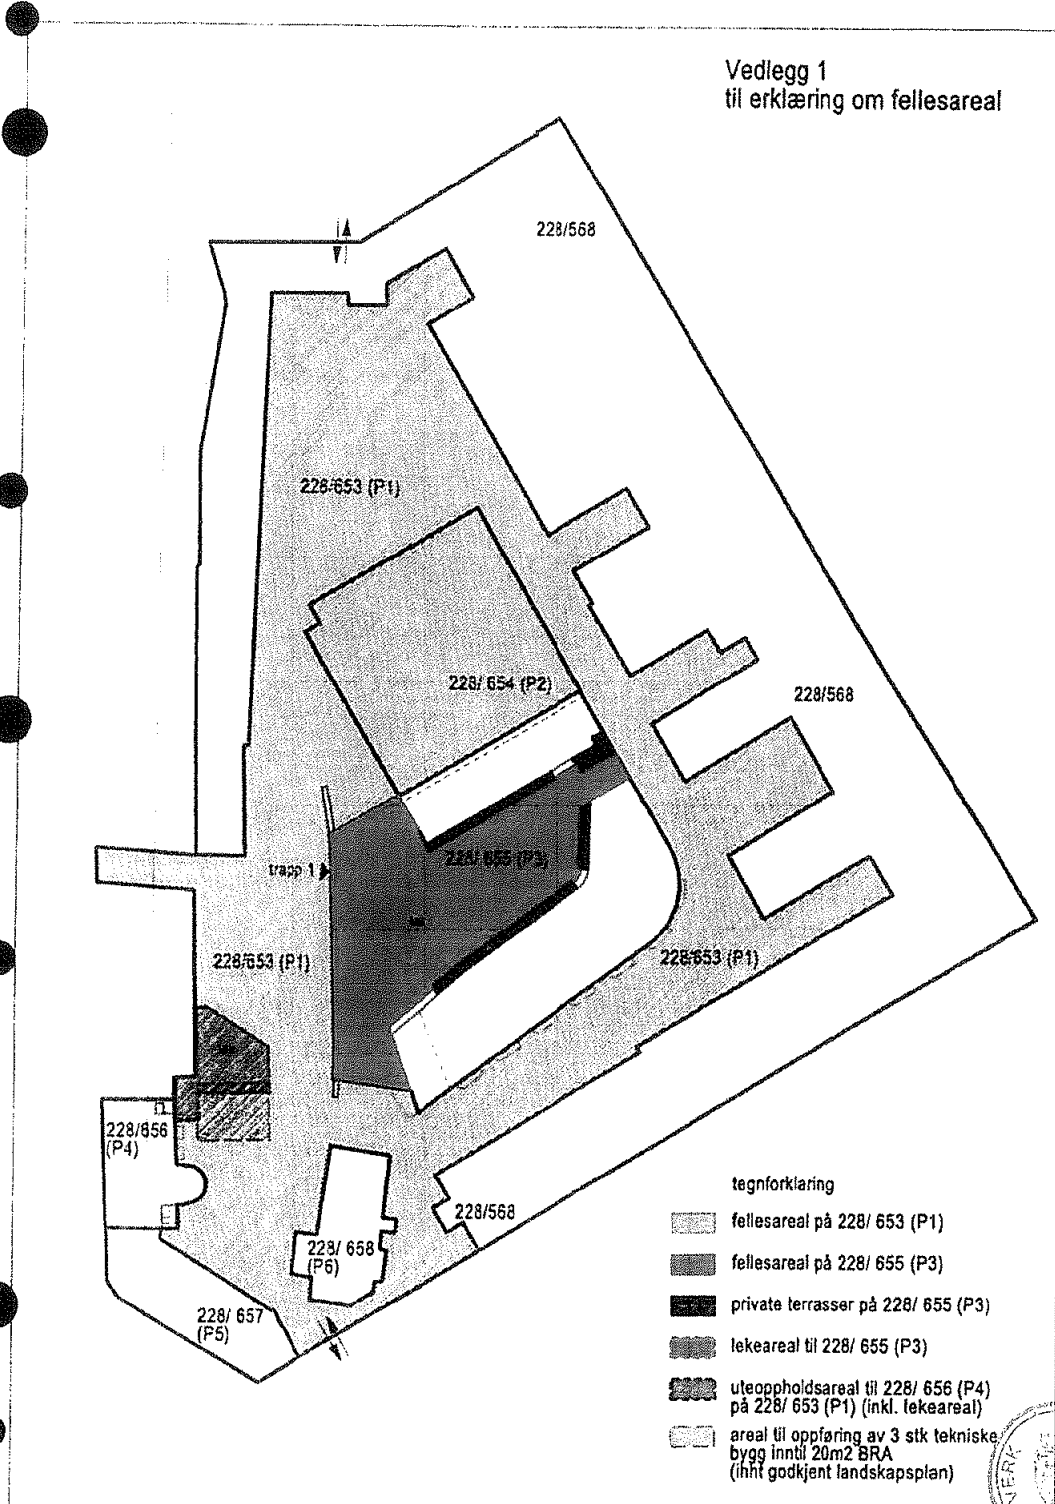 Vedlegg 1
til erklæring om fellesareal
228/568
228/653 (P1)
228/ 654 (P2)
228/568
228/ 655 (P3)
trapp 1
228/653 (P1)
228/653 (P1)
228/656
(P4)
228/568
228/ 658
(P6)
228/ 657
(P5)
tegnforklaring
fellesareal på 228/ 653 (P1)
fellesareal på 228/ 655 (P3)
private terrasser på 228/ 655 (P3)
lekeareal til 228/ 655 (P3)
uteoppholdsareal til 228/ 656 (P4)
på 228/ 653 (P1) (inkl. lekeareal)
areal til oppføring av 3 stk tekniske
bygg inntil 20m2 BRA
(ihht godkjent landskapsplan)